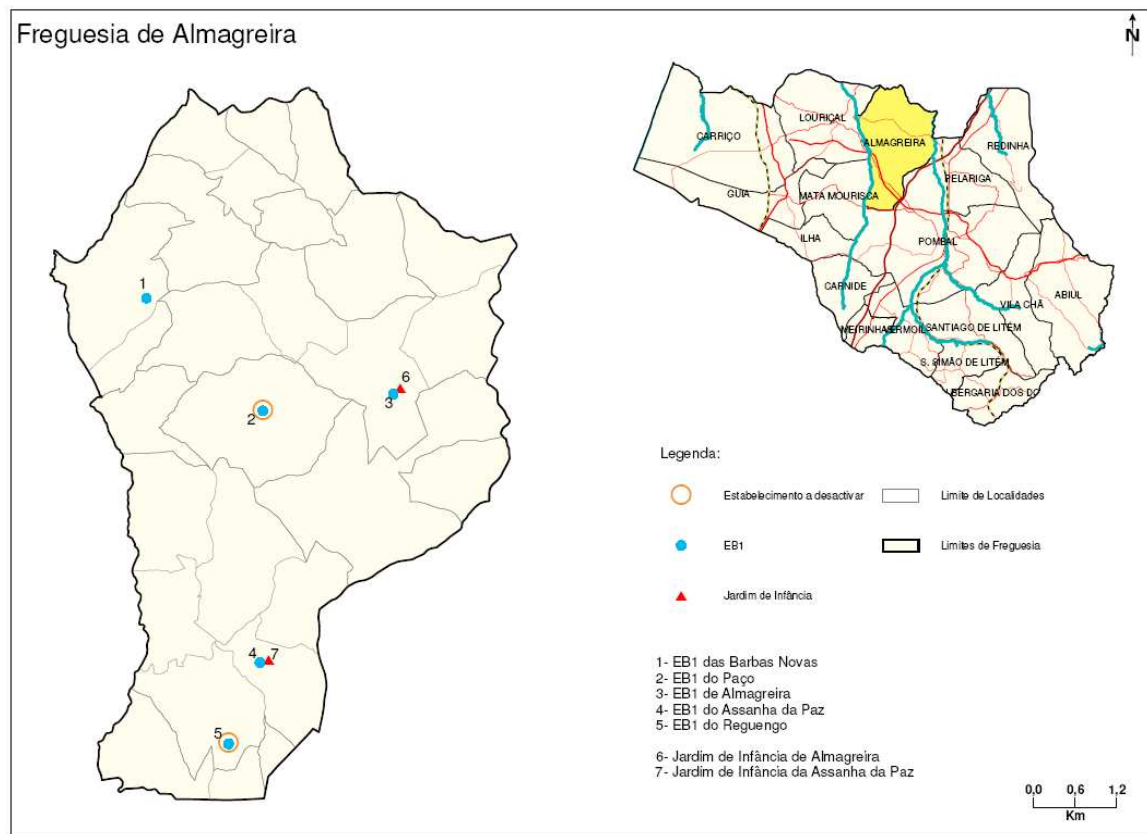 Freguesia de Almagreira
N
LOURIÇAL
CARRIÇO
ALMAGREIRA
REDINHA
PELARIGA
GUIA
MATA MOURISCA
ILHA
POMBAL
CARNIDE
VILA CHÃ
ABIUL
MEIRINHAS
VERMOIL
SANTIAGO DE LITÉM
S. SIMÃO DE LITÉM
LBERGARIA DOS DO
1
6
3
2
4
7
5
Legenda:
Estabelecimento a desactivar
Limite de Localidades
EB1
Limites de Freguesia
Jardim de Infância
1- EB1 das Barbas Novas
2- EB1 do Paço
3- EB1 de Almagreira
4- EB1 do Assanha da Paz
5- EB1 do Reguengo
6- Jardim de Infância de Almagreira
7- Jardim de Infância da Assanha da Paz
0,0 0,6 1,2
Km